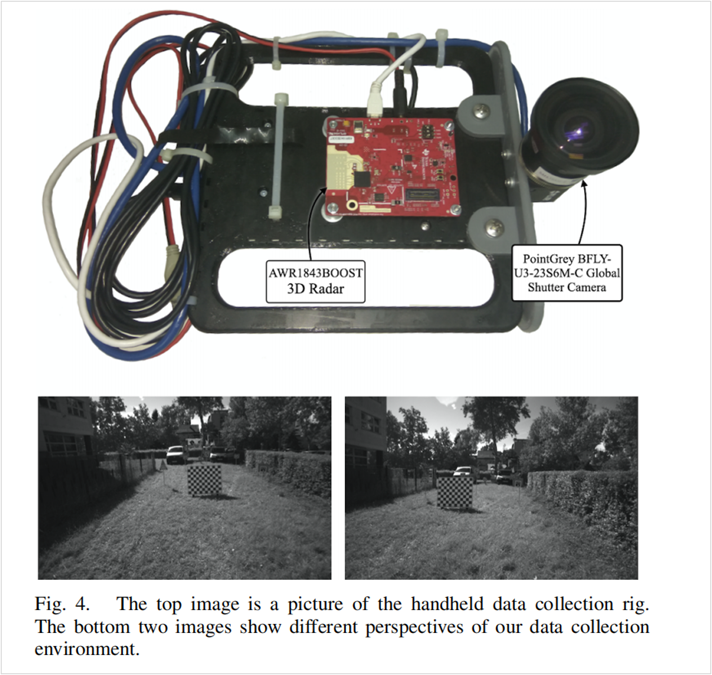 AWR1843BOOST
3D Radar
PointGrey BFLY-
U3-23S6M-C Global
Shutter Camera
Fig. 4. The top image is a picture of the handheld data collection rig.
The bottom two images show different perspectives of our data collection
environment.